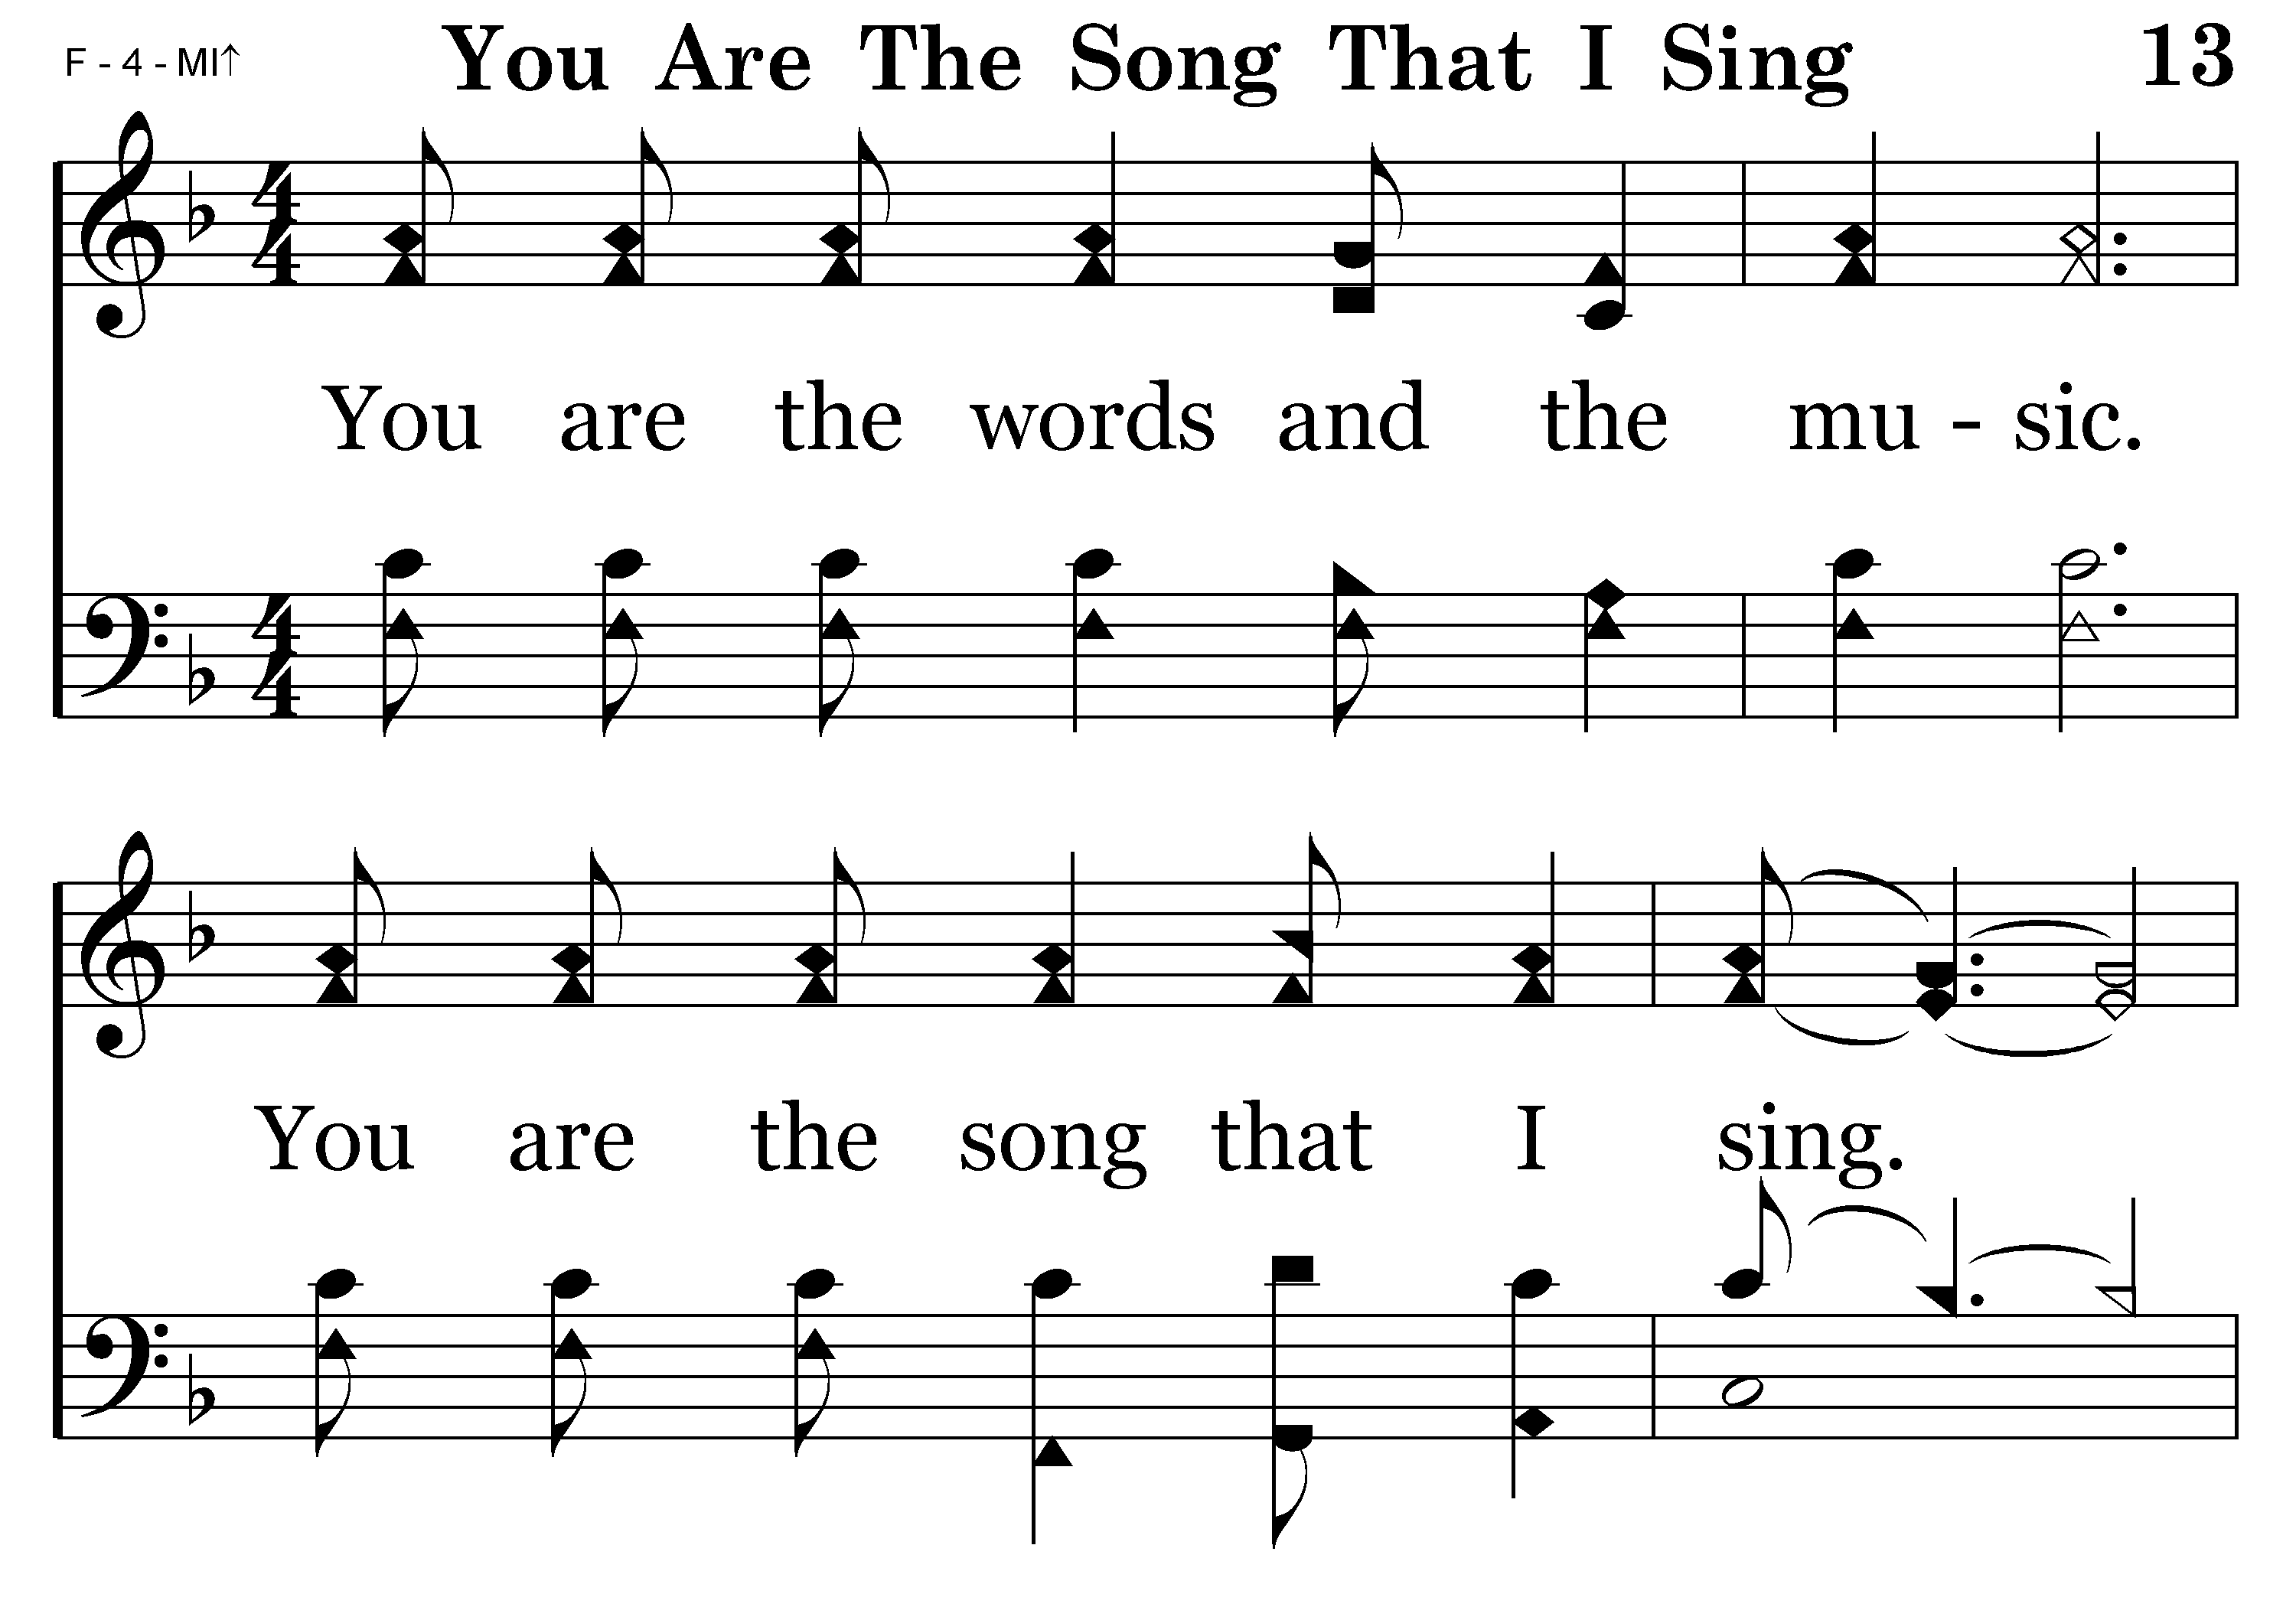 F - 4 - MI↑ You Are The Song That I Sing 13
You are the words and the mu - sic.
You are the song that I sing.